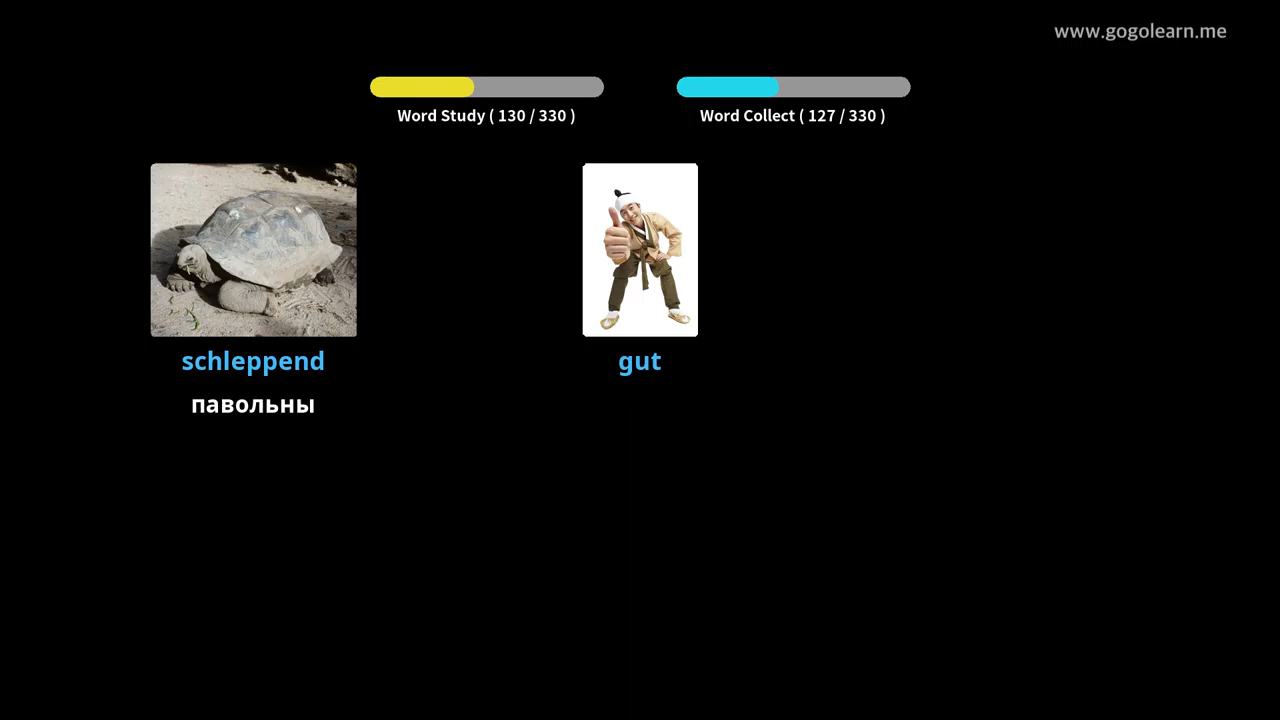 www.gogolearn.me
Word Study ( 130 / 330 )
Word Collect ( 127 / 330 )
schleppend
gut
павольны